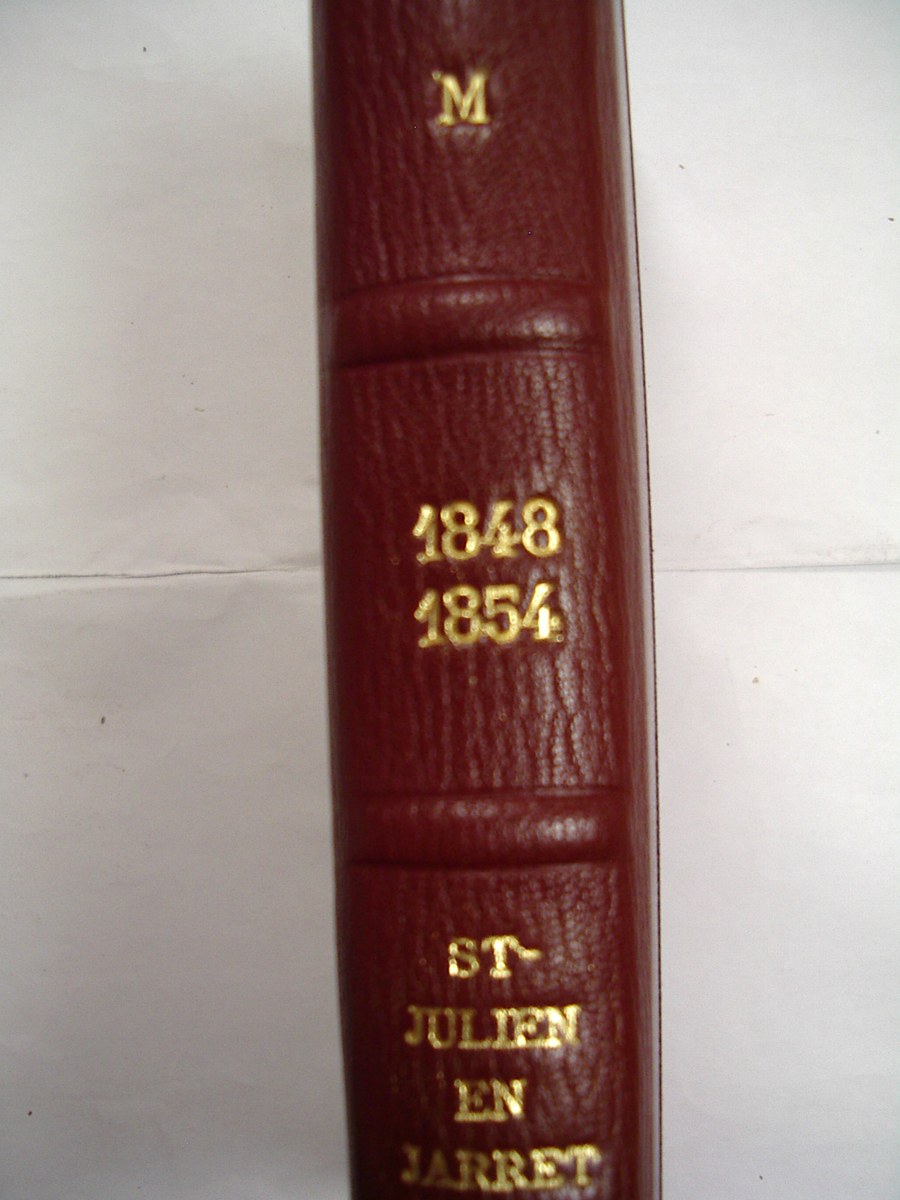 M
1848
1854
ST-
JULIEN
EN
JARRET